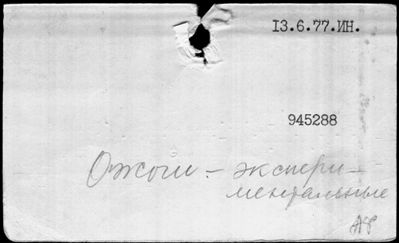 13.6.77.ИН.
945288
Ожоги – экспери-
ментальные